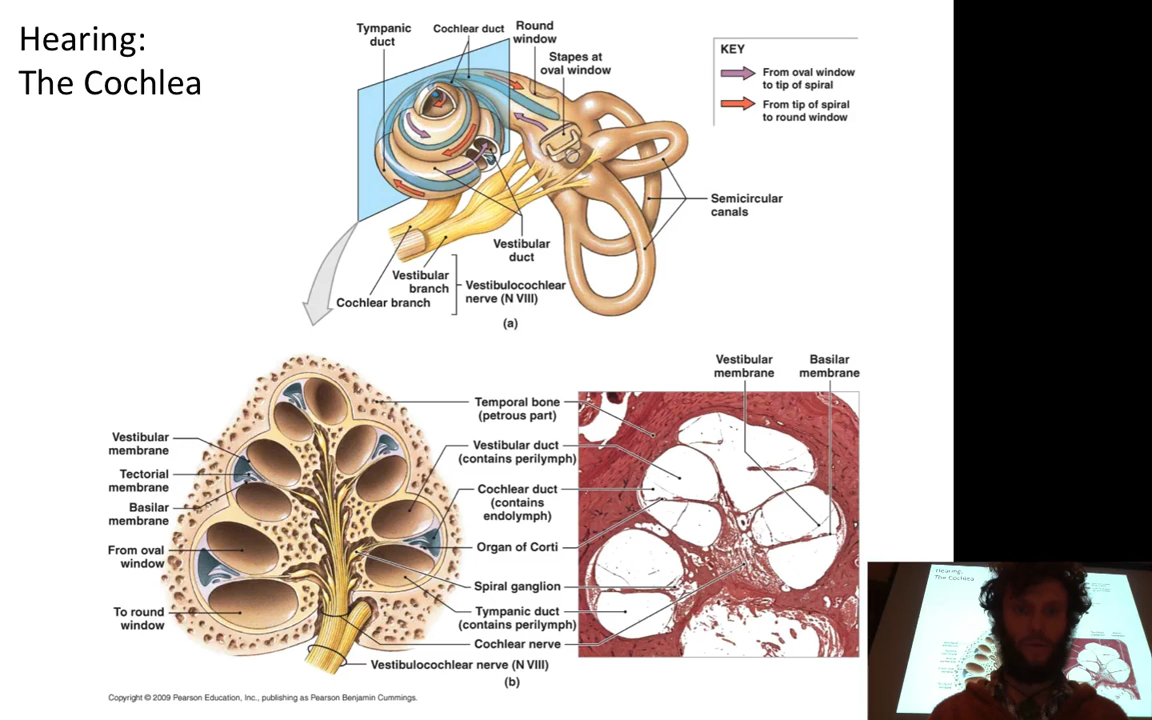 Hearing:
The Cochlea
Tympanic
duct
Cochlear duct
Round
window
Stapes at
oval window
KEY
From oval window
to tip of spiral
From tip of spiral
to round window
Semicircular
canals
Vestibular
duct
Vestibular
branch
Cochlear branch
Vestibulocochlear
nerve (N VIII)
(a)
Vestibular
membrane
Basilar
membrane
Vestibular
membrane
Tectorial
membrane
Basilar
membrane
From oval
window
To round
window
Temporal bone
(petrous part)
Vestibular duct
(contains perilymph)
Cochlear duct
(contains
endolymph)
Organ of Corti
Spiral ganglion
Tympanic duct
(contains perilymph)
Cochlear nerve
Vestibulocochlear nerve (N VIII)
(b)
Copyright © 2009 Pearson Education, Inc., publishing as Pearson Benjamin Cummings.
Hearing:
The Cochlea